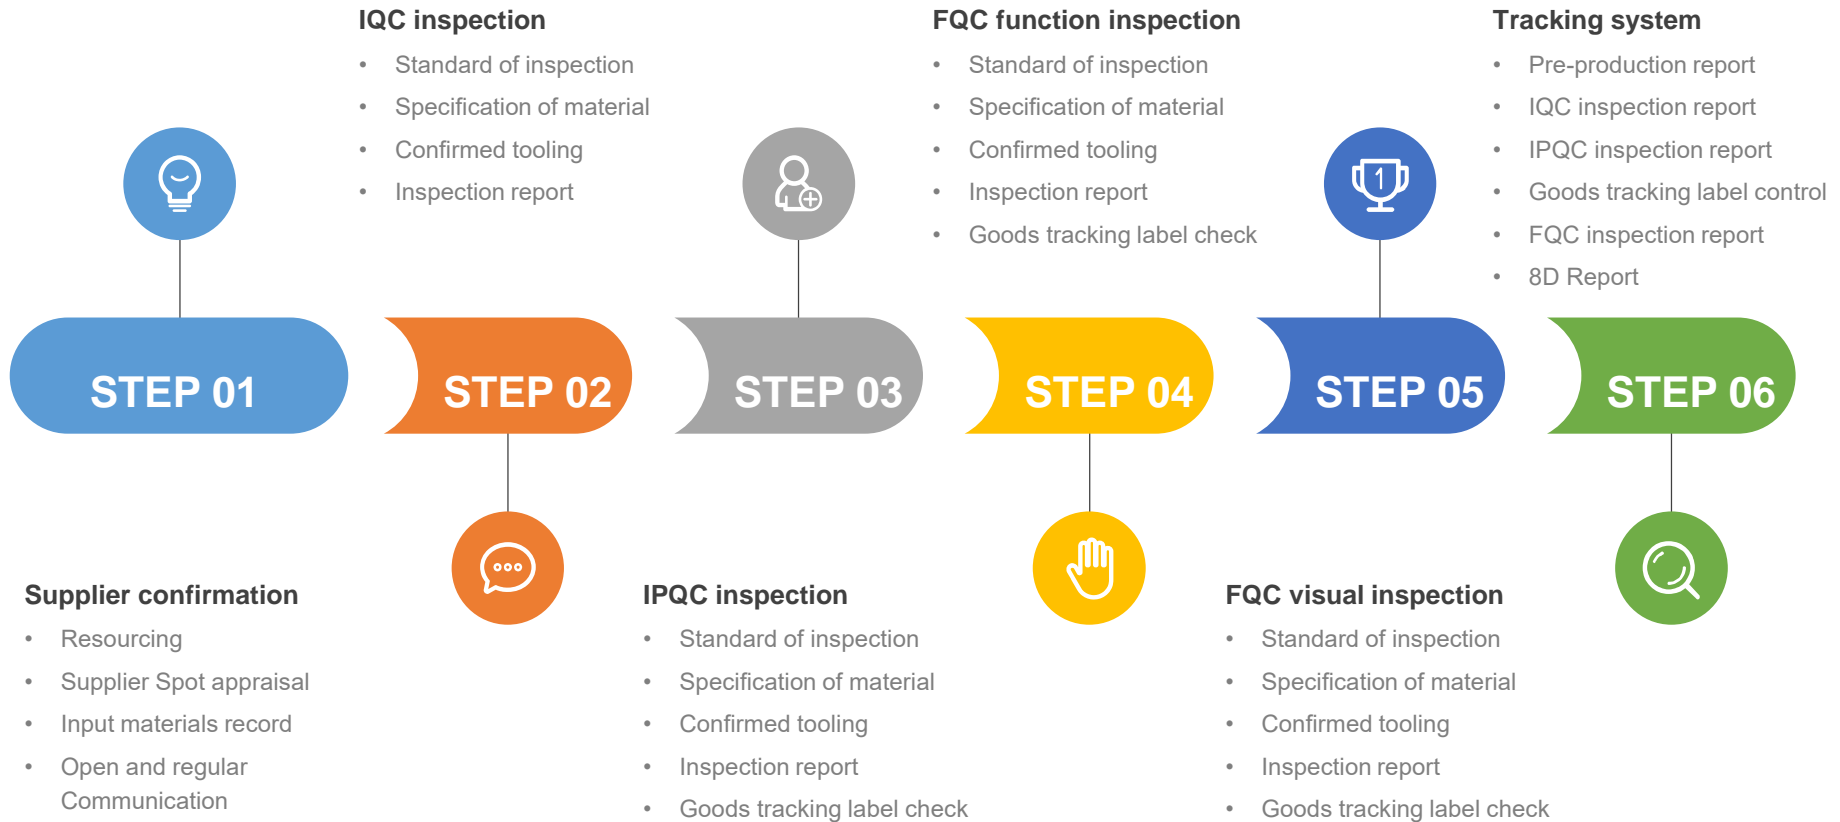 IQC inspection
• Standard of inspection
• Specification of material
• Confirmed tooling
• Inspection report
FQC function inspection
• Standard of inspection
• Specification of material
• Confirmed tooling
• Inspection report
• Goods tracking label check
Tracking system
• Pre-production report
• IQC inspection report
• IPQC inspection report
• Goods tracking label control
• FQC inspection report
• 8D Report
1
STEP 01
STEP 02
STEP 03
STEP 04
STEP 05
STEP 06
Supplier confirmation
• Resourcing
• Supplier Spot appraisal
• Input materials record
• Open and regular
Communication
IPQC inspection
• Standard of inspection
• Specification of material
• Confirmed tooling
• Inspection report
• Goods tracking label check
FQC visual inspection
• Standard of inspection
• Specification of material
• Confirmed tooling
• Inspection report
• Goods tracking label check